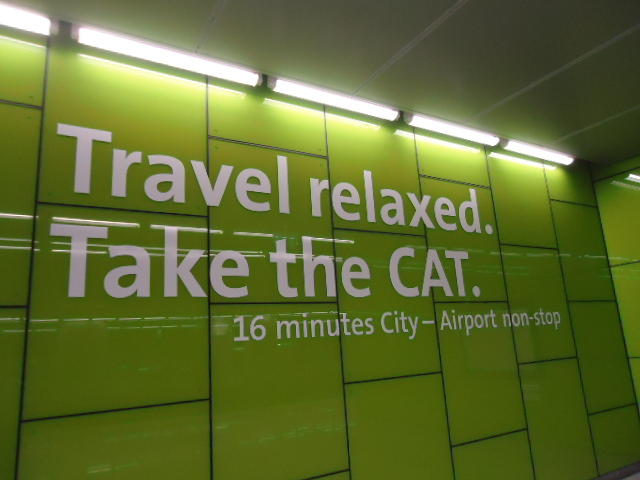 Travel relaxed.
Take the CAT.
16 minutes City – Airport non-stop